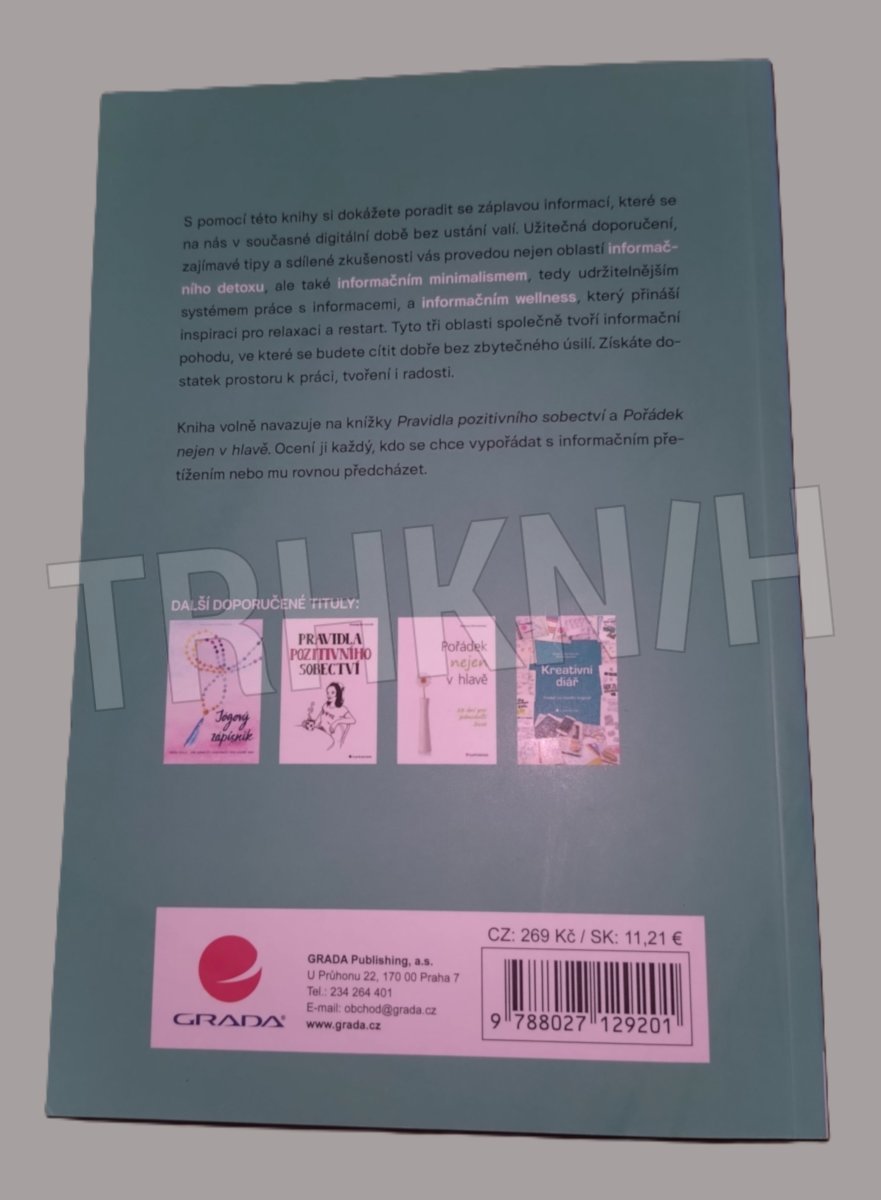 S pomocí této knihy si dokážete poradit se záplavou informací, které se
na nás v současné digitální době bez ustání valí. Užitečná doporučení,
zajímavé tipy a sdílené zkušenosti vás provedou nejen oblastí informač-
ního detoxu, ale také informačním minimalismem, tedy udržitelnějším
systémem práce s informacemi, a informačním wellness, který přináší
inspiraci pro relaxaci a restart. Tyto tři oblasti společně tvoří informační
pohodu, ve které se budete cítit dobře bez zbytečného úsilí. Získáte do-
statek prostoru k práci, tvoření i radosti.
Kniha volně navazuje na knížky Pravidla pozitivního sobectví a Pořádek
nejen v hlavě. Ocení ji každý, kdo se chce vypořádat s informačním pře-
tížením nebo mu rovnou předcházet.
TRHKNIH
DALŠÍ DOPORUČENÉ TITULY:
Jógový
zápisník
PRAVIDLA
POZITIVNÍHO
SOBECTVÍ
Pořádek
nejen
v hlavě
Kreativní
diář
GRADA
GRADA Publishing, a.s.
U Průhonu 22, 170 00 Praha 7
Tel.: 234 264 401
E-mail: obchod@grada.cz
www.grada.cz
CZ: 269 Kč / SK: 11,21 €
9 788027 129201